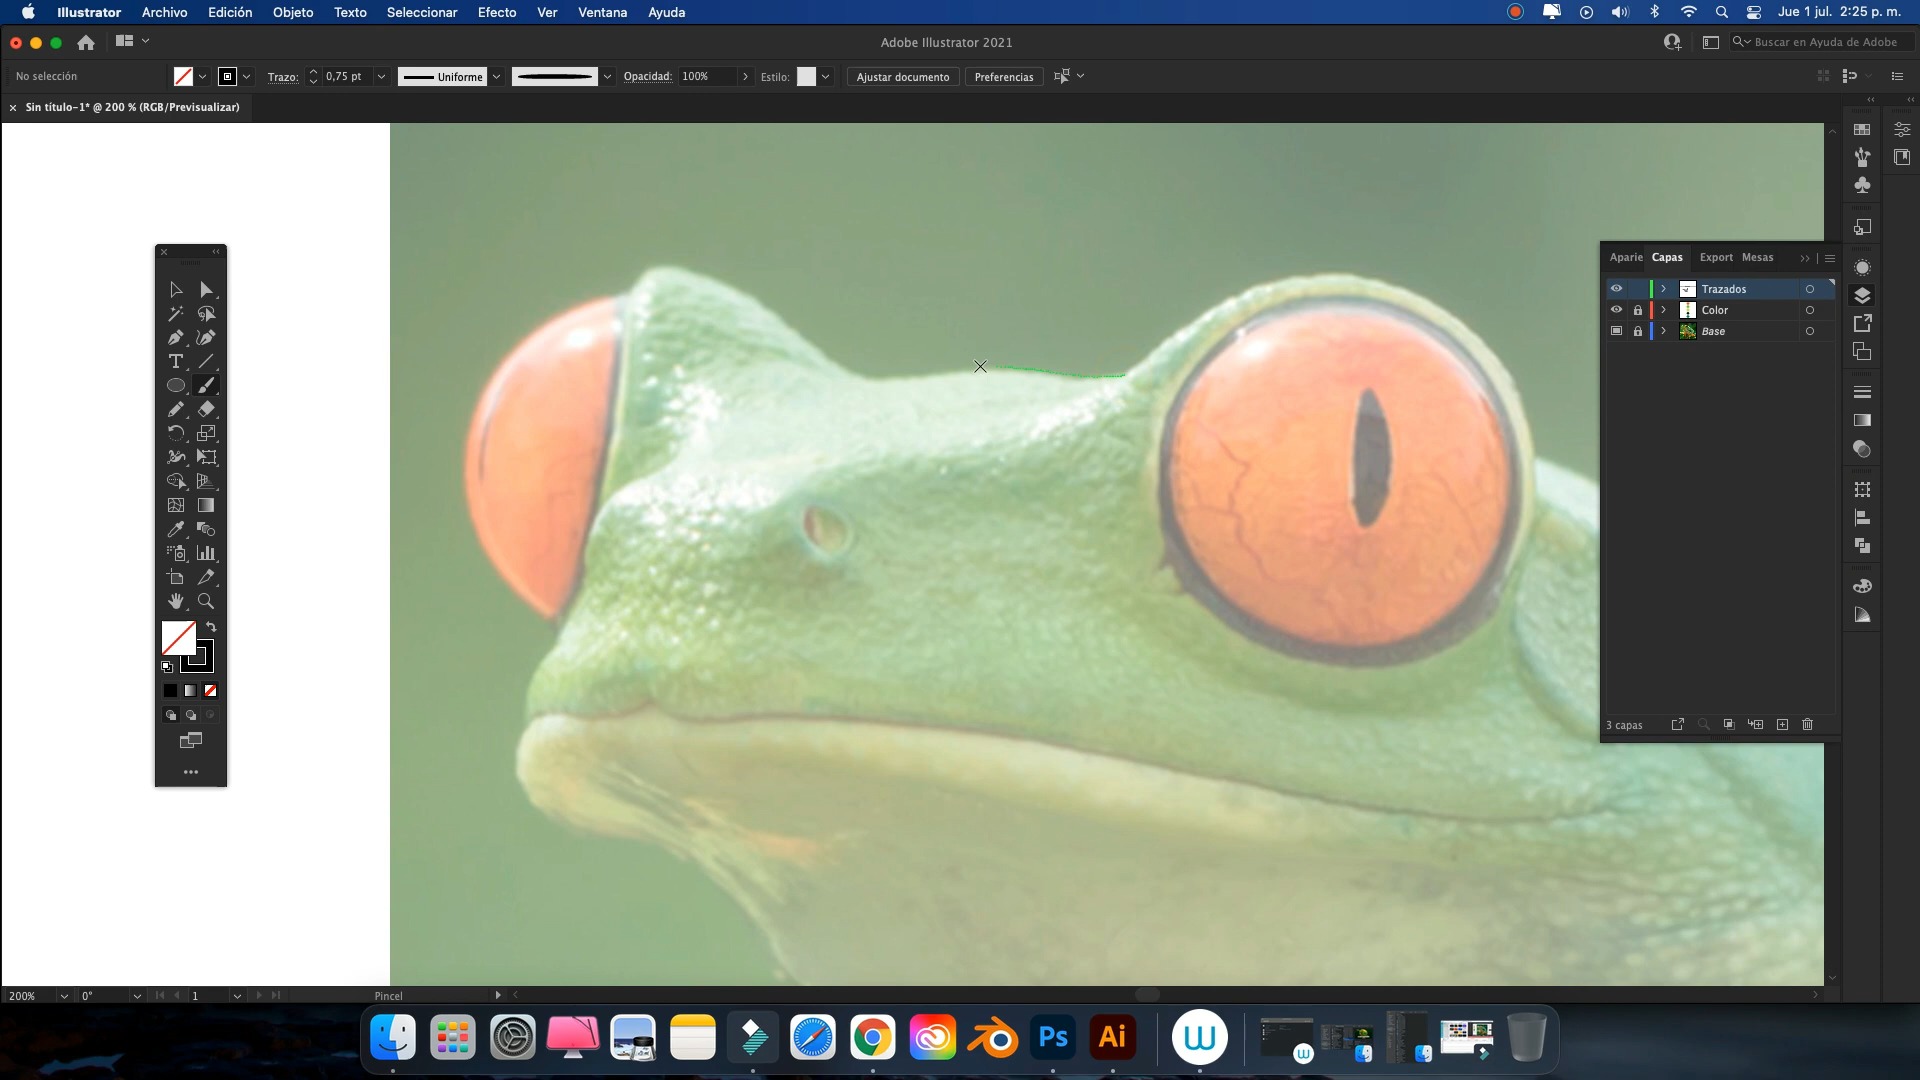 Illustrator Archivo Edición Objeto Texto Seleccionar Efecto Ver Ventana Ayuda Jue 1 jul. 2:25 p. m.
Adobe Illustrator 2021 Buscar en Ayuda de Adobe
No selección Trazo: 0,75 pt Uniforme Opacidad: 100% Estilo: Ajustar documento Preferencias
Sin título-1* @ 200 % (RGB/Previsualizar)
Aparie Capas Export Mesas
Trazados
Color
Base
3 capas
200% 0° 1 Pincel
Ps Ai